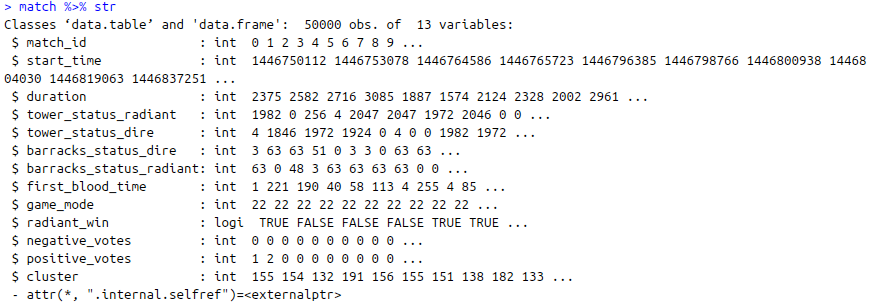 > match %>% str
Classes ‘data.table’ and 'data.frame':  50000 obs. of  13 variables:
 $ match_id               : int  0 1 2 3 4 5 6 7 8 9 ...
 $ start_time             : int  1446750112 1446753078 1446764586 1446765723 1446796385 1446798766 1446800938 14468
04030 1446819063 1446837251 ...
 $ duration               : int  2375 2582 2716 3085 1887 1574 2124 2328 2002 2961 ...
 $ tower_status_radiant   : int  1982 0 256 4 2047 2047 1972 2046 0 0 ...
 $ tower_status_dire      : int  4 1846 1972 1924 0 4 0 0 1982 1972 ...
 $ barracks_status_dire   : int  3 63 63 51 0 3 3 0 63 63 ...
 $ barracks_status_radiant: int  63 0 48 3 63 63 63 63 0 0 ...
 $ first_blood_time       : int  1 221 190 40 58 113 4 255 4 85 ...
 $ game_mode              : int  22 22 22 22 22 22 22 22 22 22 ...
 $ radiant_win            : logi  TRUE FALSE FALSE FALSE TRUE TRUE ...
 $ negative_votes         : int  0 0 0 0 0 0 0 0 0 0 ...
 $ positive_votes         : int  1 2 0 0 0 0 0 0 0 0 ...
 $ cluster                : int  155 154 132 191 156 155 151 138 182 133 ...
 - attr(*, ".internal.selfref")=<externalptr>